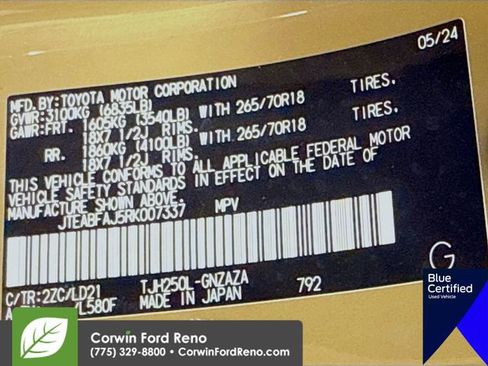 05/24
MFD.BY:TOYOTA MOTOR CORPORATION
GVWR:3100KG (6835LB)
GAWR:FRT. 1605KG (3540LB) WITH 265/70R18 TIRES,
18X7 1/2J RIMS.
RR. 1860KG (4100LB) WITH 265/70R18 TIRES,
18X7 1/2J RIMS.
THIS VEHICLE CONFORMS TO ALL APPLICABLE FEDERAL MOTOR
VEHICLE SAFETY STANDARDS IN EFFECT ON THE DATE OF
MANUFACTURE SHOWN ABOVE.
JTEABFAJ5RK007337 MPV
G
C/TR:2ZC/LD21 TJH250L-GNZAZA 792
L580F MADE IN JAPAN
Blue
Certified
Used Vehicle
Corwin Ford Reno
(775) 329-8800 • CorwinFordReno.com